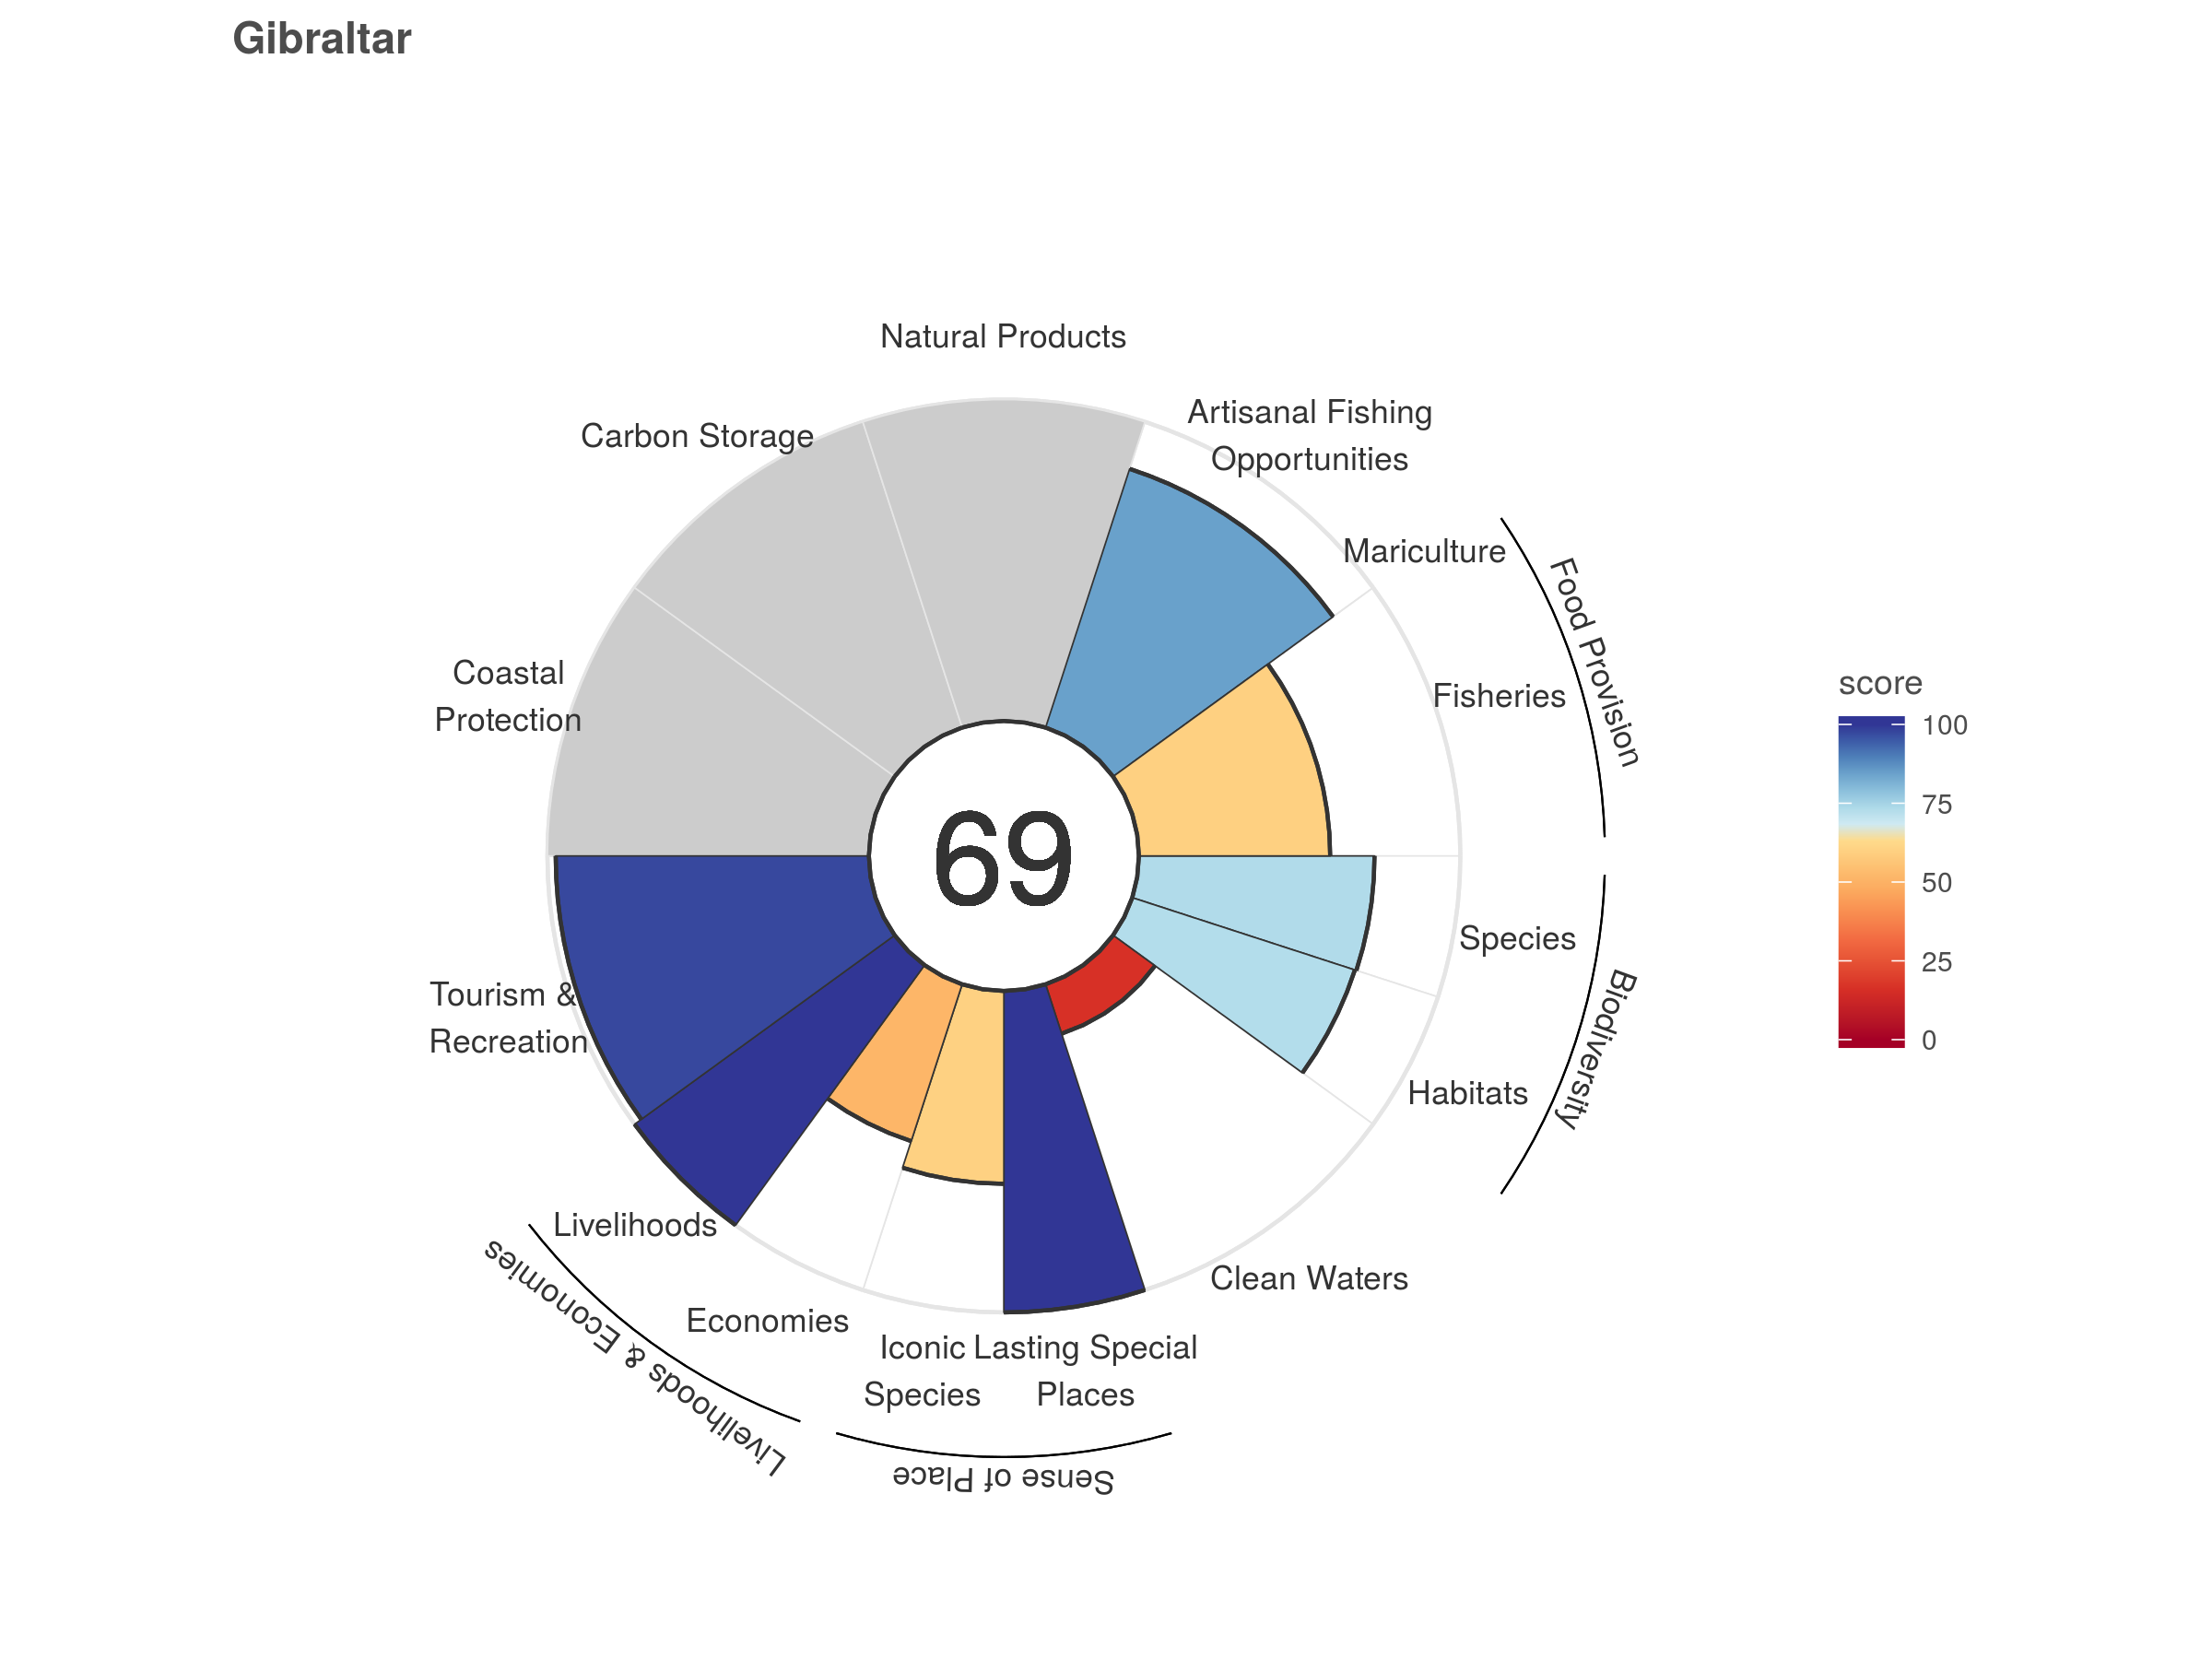 Gibraltar
Natural Products
Artisanal Fishing
Opportunities
Carbon Storage
Mariculture
Food Provision
Fisheries
Coastal
Protection
score
100
75
50
25
0
69
Species
Biodiversity
Tourism &
Recreation
Habitats
Livelihoods
Clean Waters
Livelihoods & Economies
Economies
Iconic
Species
Lasting Special
Places
Sense of Place